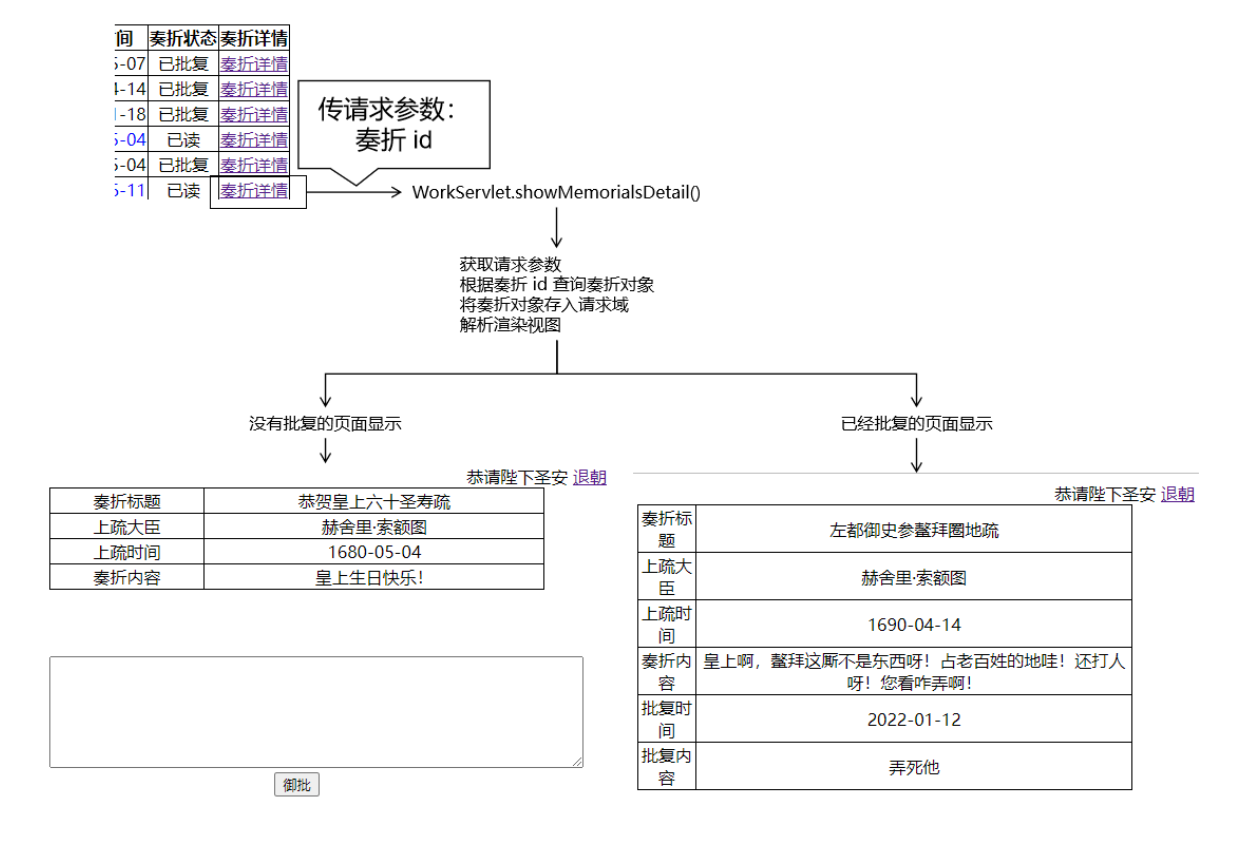 间 奏折状态 奏折详情
5-07 已批复 奏折详情
4-14 已批复 奏折详情
1-18 已批复 奏折详情
5-04 已读 奏折详情
5-04 已批复 奏折详情
5-11 已读 奏折详情
传请求参数：
奏折 id
WorkServlet.showMemorialsDetail()
获取请求参数
根据奏折 id 查询奏折对象
将奏折对象存入请求域
解析渲染视图
没有批复的页面显示
恭请陛下圣安 退朝
奏折标题 恭贺皇上六十圣寿疏
上疏大臣 赫舍里·索额图
上疏时间 1680-05-04
奏折内容 皇上生日快乐！
御批
已经批复的页面显示
恭请陛下圣安 退朝
奏折标
题
左都御史参鳌拜圈地疏
上疏大
臣
赫舍里·索额图
上疏时
间
1690-04-14
奏折内
容
皇上啊，鳌拜这厮不是东西呀！占老百姓的地哇！还打人
呀！您看咋弄啊！
批复时
间
2022-01-12
批复内
容
弄死他